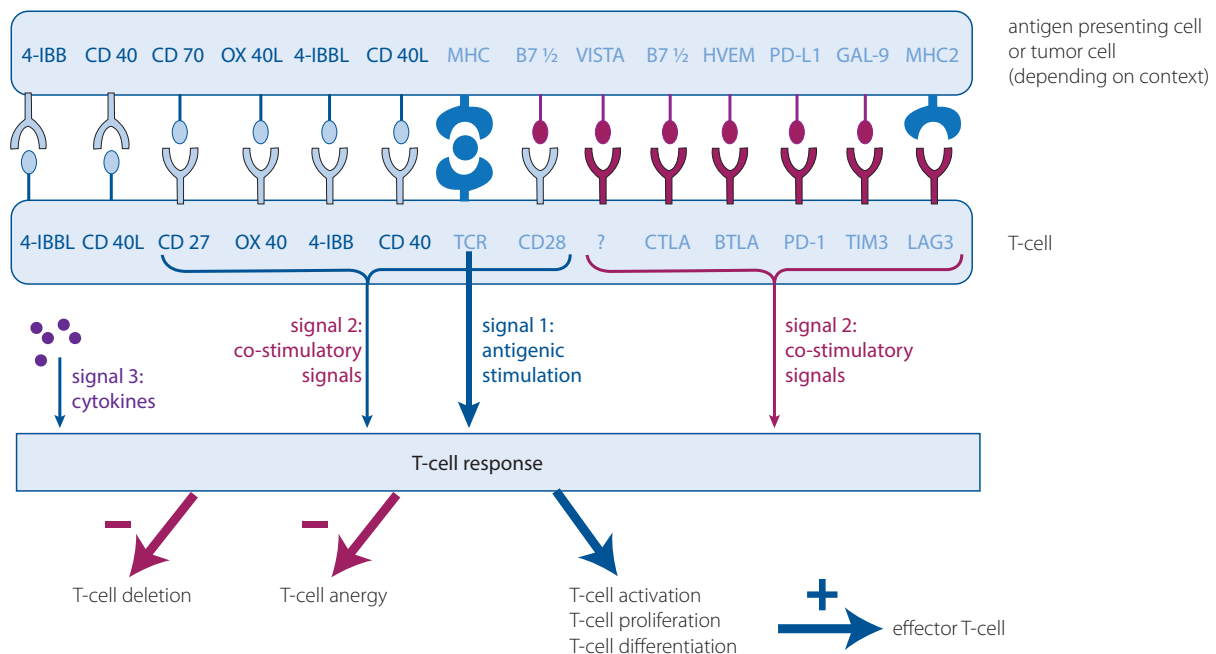 4-IBB CD 40 CD 70 OX 40L 4-IBBL CD 40L MHC B7 ½ VISTA B7 ½ HVEM PD-L1 GAL-9 MHC2
antigen presenting cell
or tumor cell
(depending on context)
4-IBBL CD 40L CD 27 OX 40 4-IBB CD 40 TCR CD28 ? CTLA BTLA PD-1 TIM3 LAG3
T-cell
signal 3:
cytokines
signal 2:
co-stimulatory
signals
signal 1:
antigenic
stimulation
signal 2:
co-stimulatory
signals
T-cell response
−
−
T-cell deletion
T-cell anergy
T-cell activation
T-cell proliferation
T-cell differentiation
+
effector T-cell